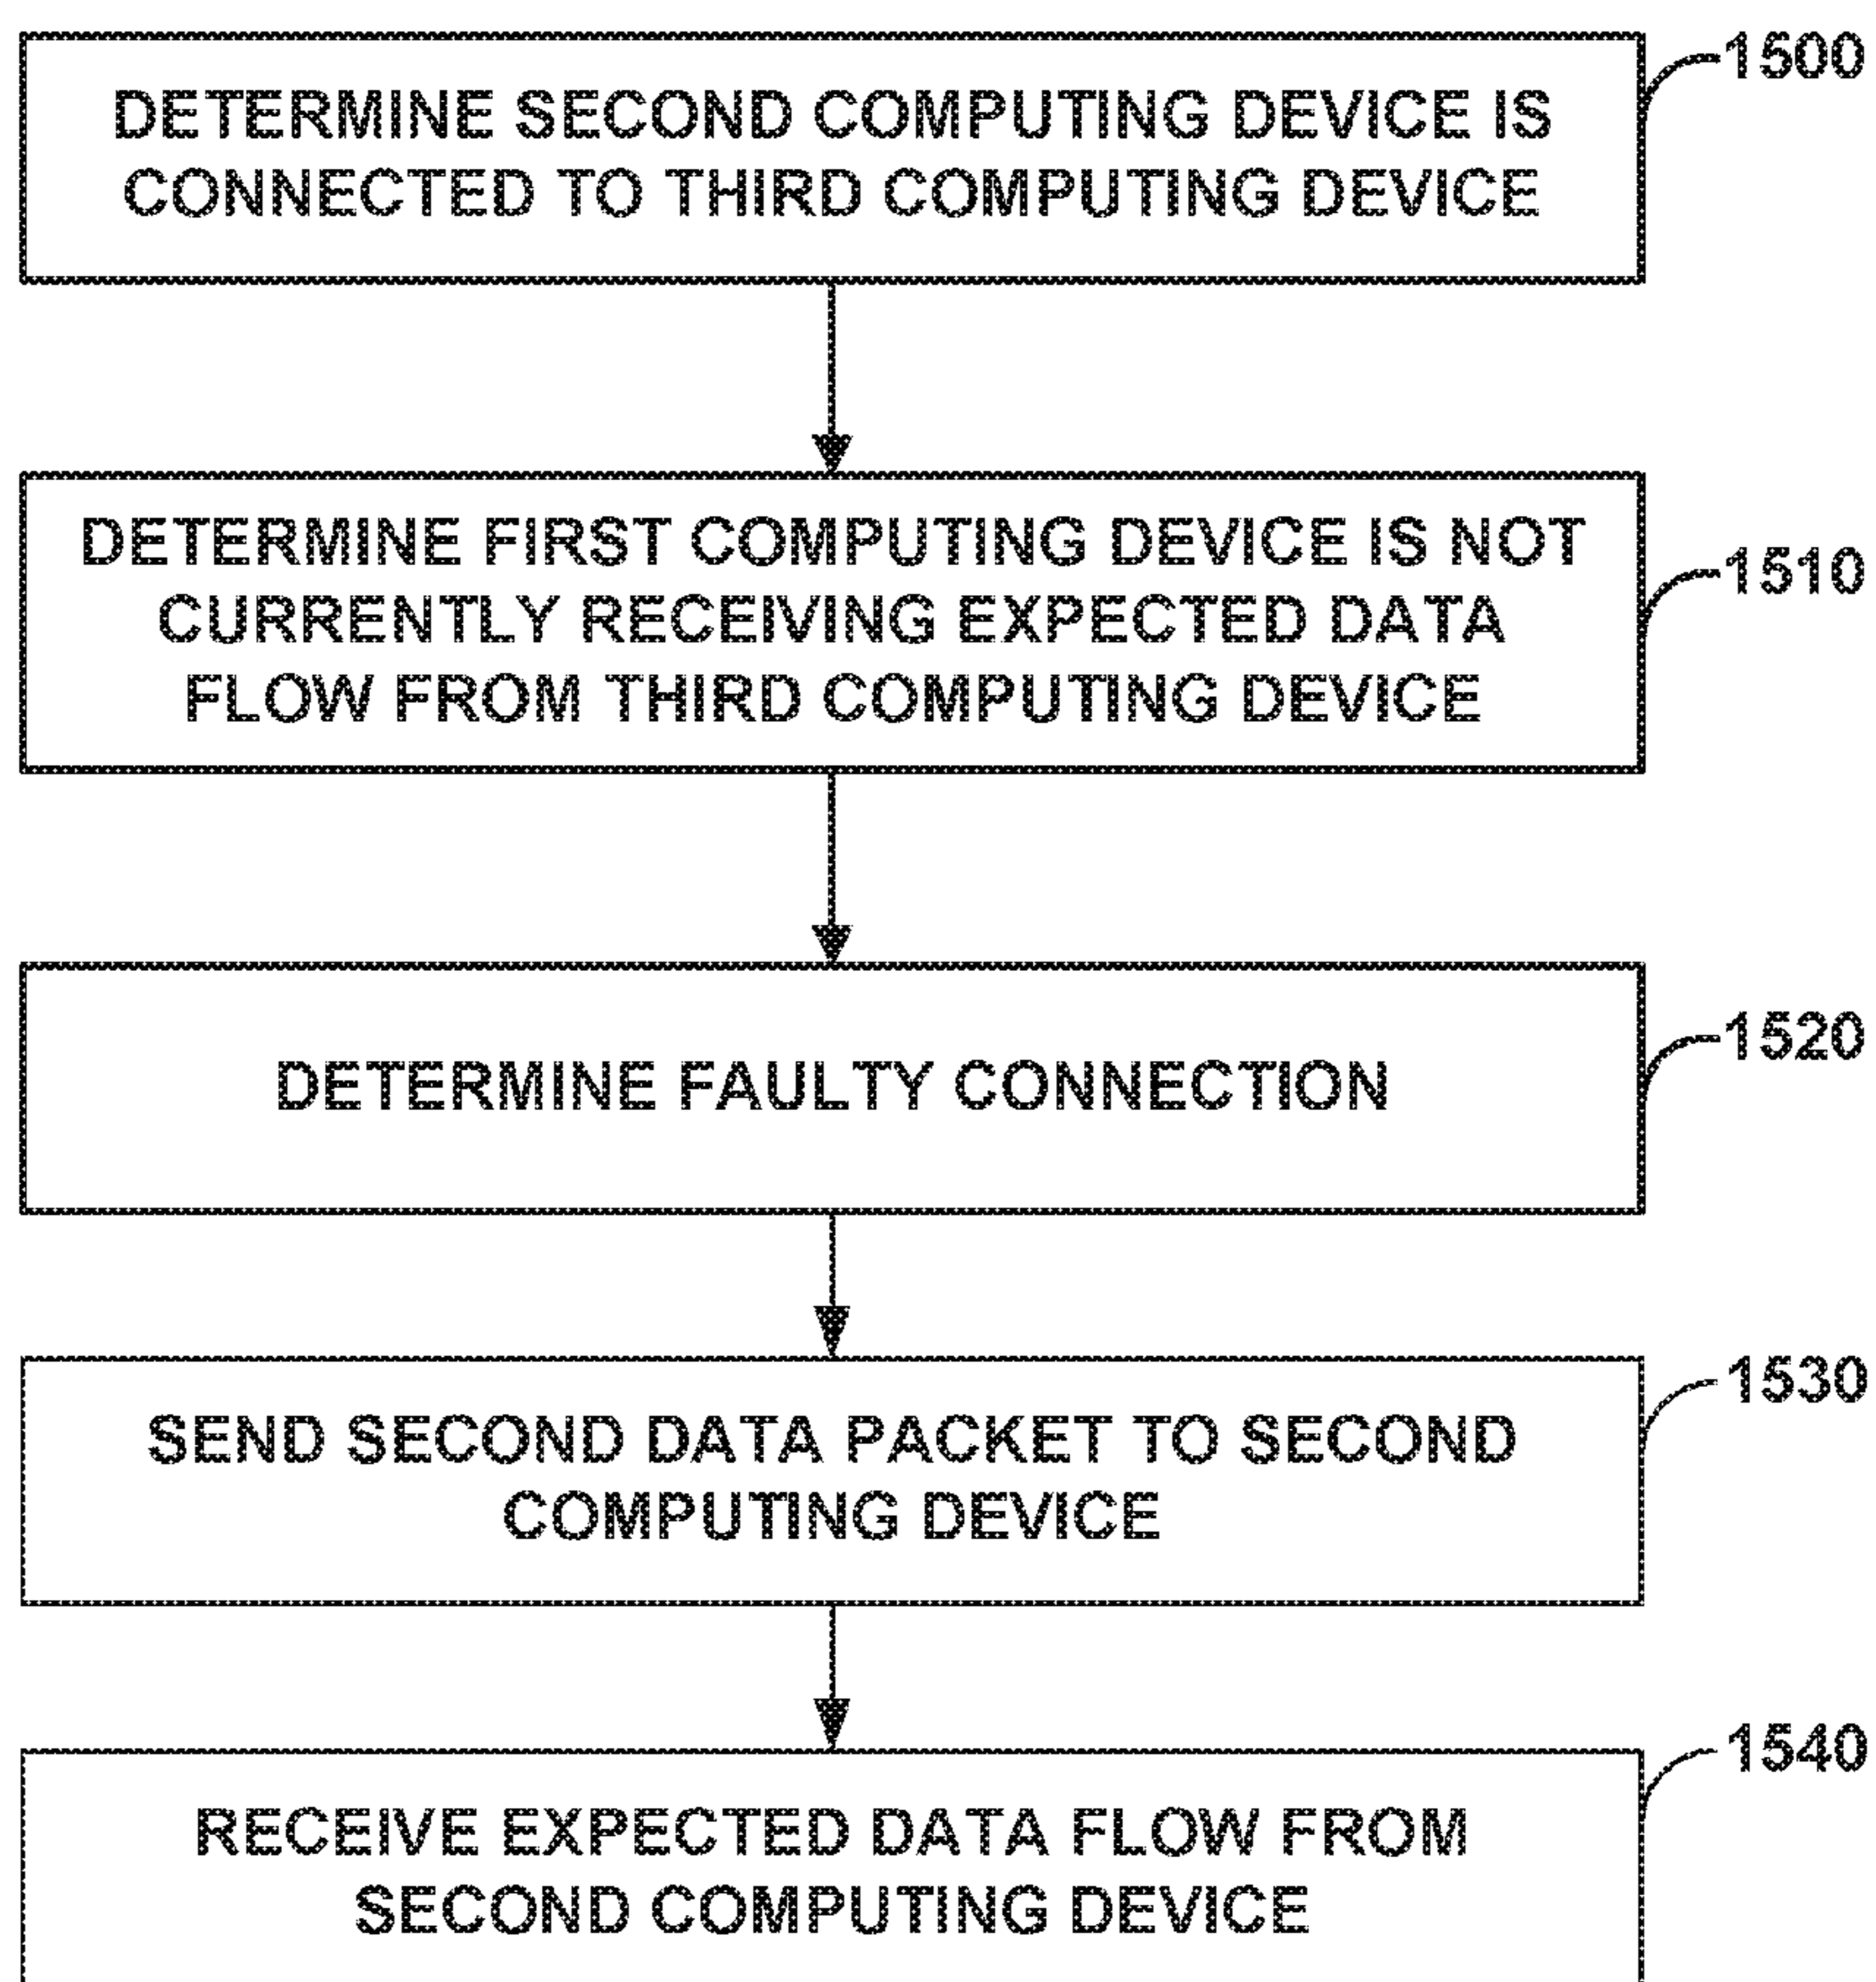 1500
DETERMINE SECOND COMPUTING DEVICE IS
CONNECTED TO THIRD COMPUTING DEVICE
1510
DETERMINE FIRST COMPUTING DEVICE IS NOT
CURRENTLY RECEIVING EXPECTED DATA
FLOW FROM THIRD COMPUTING DEVICE
1520
DETERMINE FAULTY CONNECTION
1530
SEND SECOND DATA PACKET TO SECOND
COMPUTING DEVICE
1540
RECEIVE EXPECTED DATA FLOW FROM
SECOND COMPUTING DEVICE